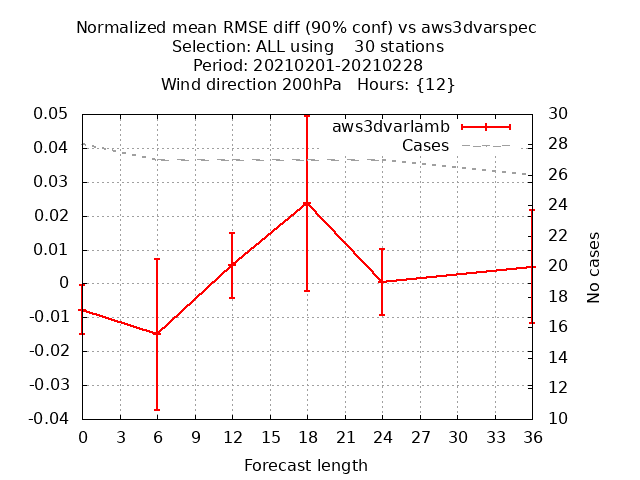 Normalized mean RMSE diff (90% conf) vs aws3dvarspec
Selection: ALL using    30 stations
Period: 20210201-20210228
Wind direction 200hPa   Hours: {12}
0.05
0.04
0.03
0.02
0.01
0
-0.01
-0.02
-0.03
-0.04
aws3dvarlamb
Cases
30
28
26
24
22
20
18
16
14
12
10
No cases
0 3 6 9 12 15 18 21 24 27 30 33 36
Forecast length